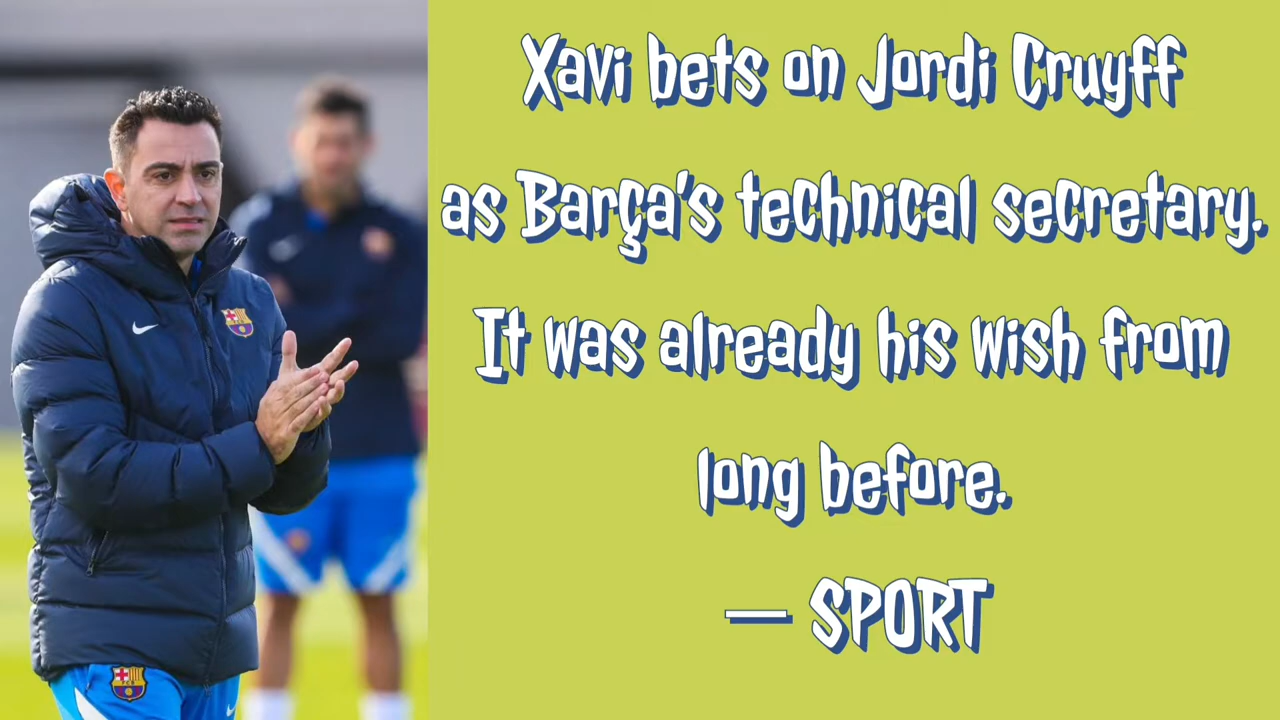 Xavi bets on Jordi Cruyff
as Barça's technical secretary.
It was already his wish from
long before.
— SPORT